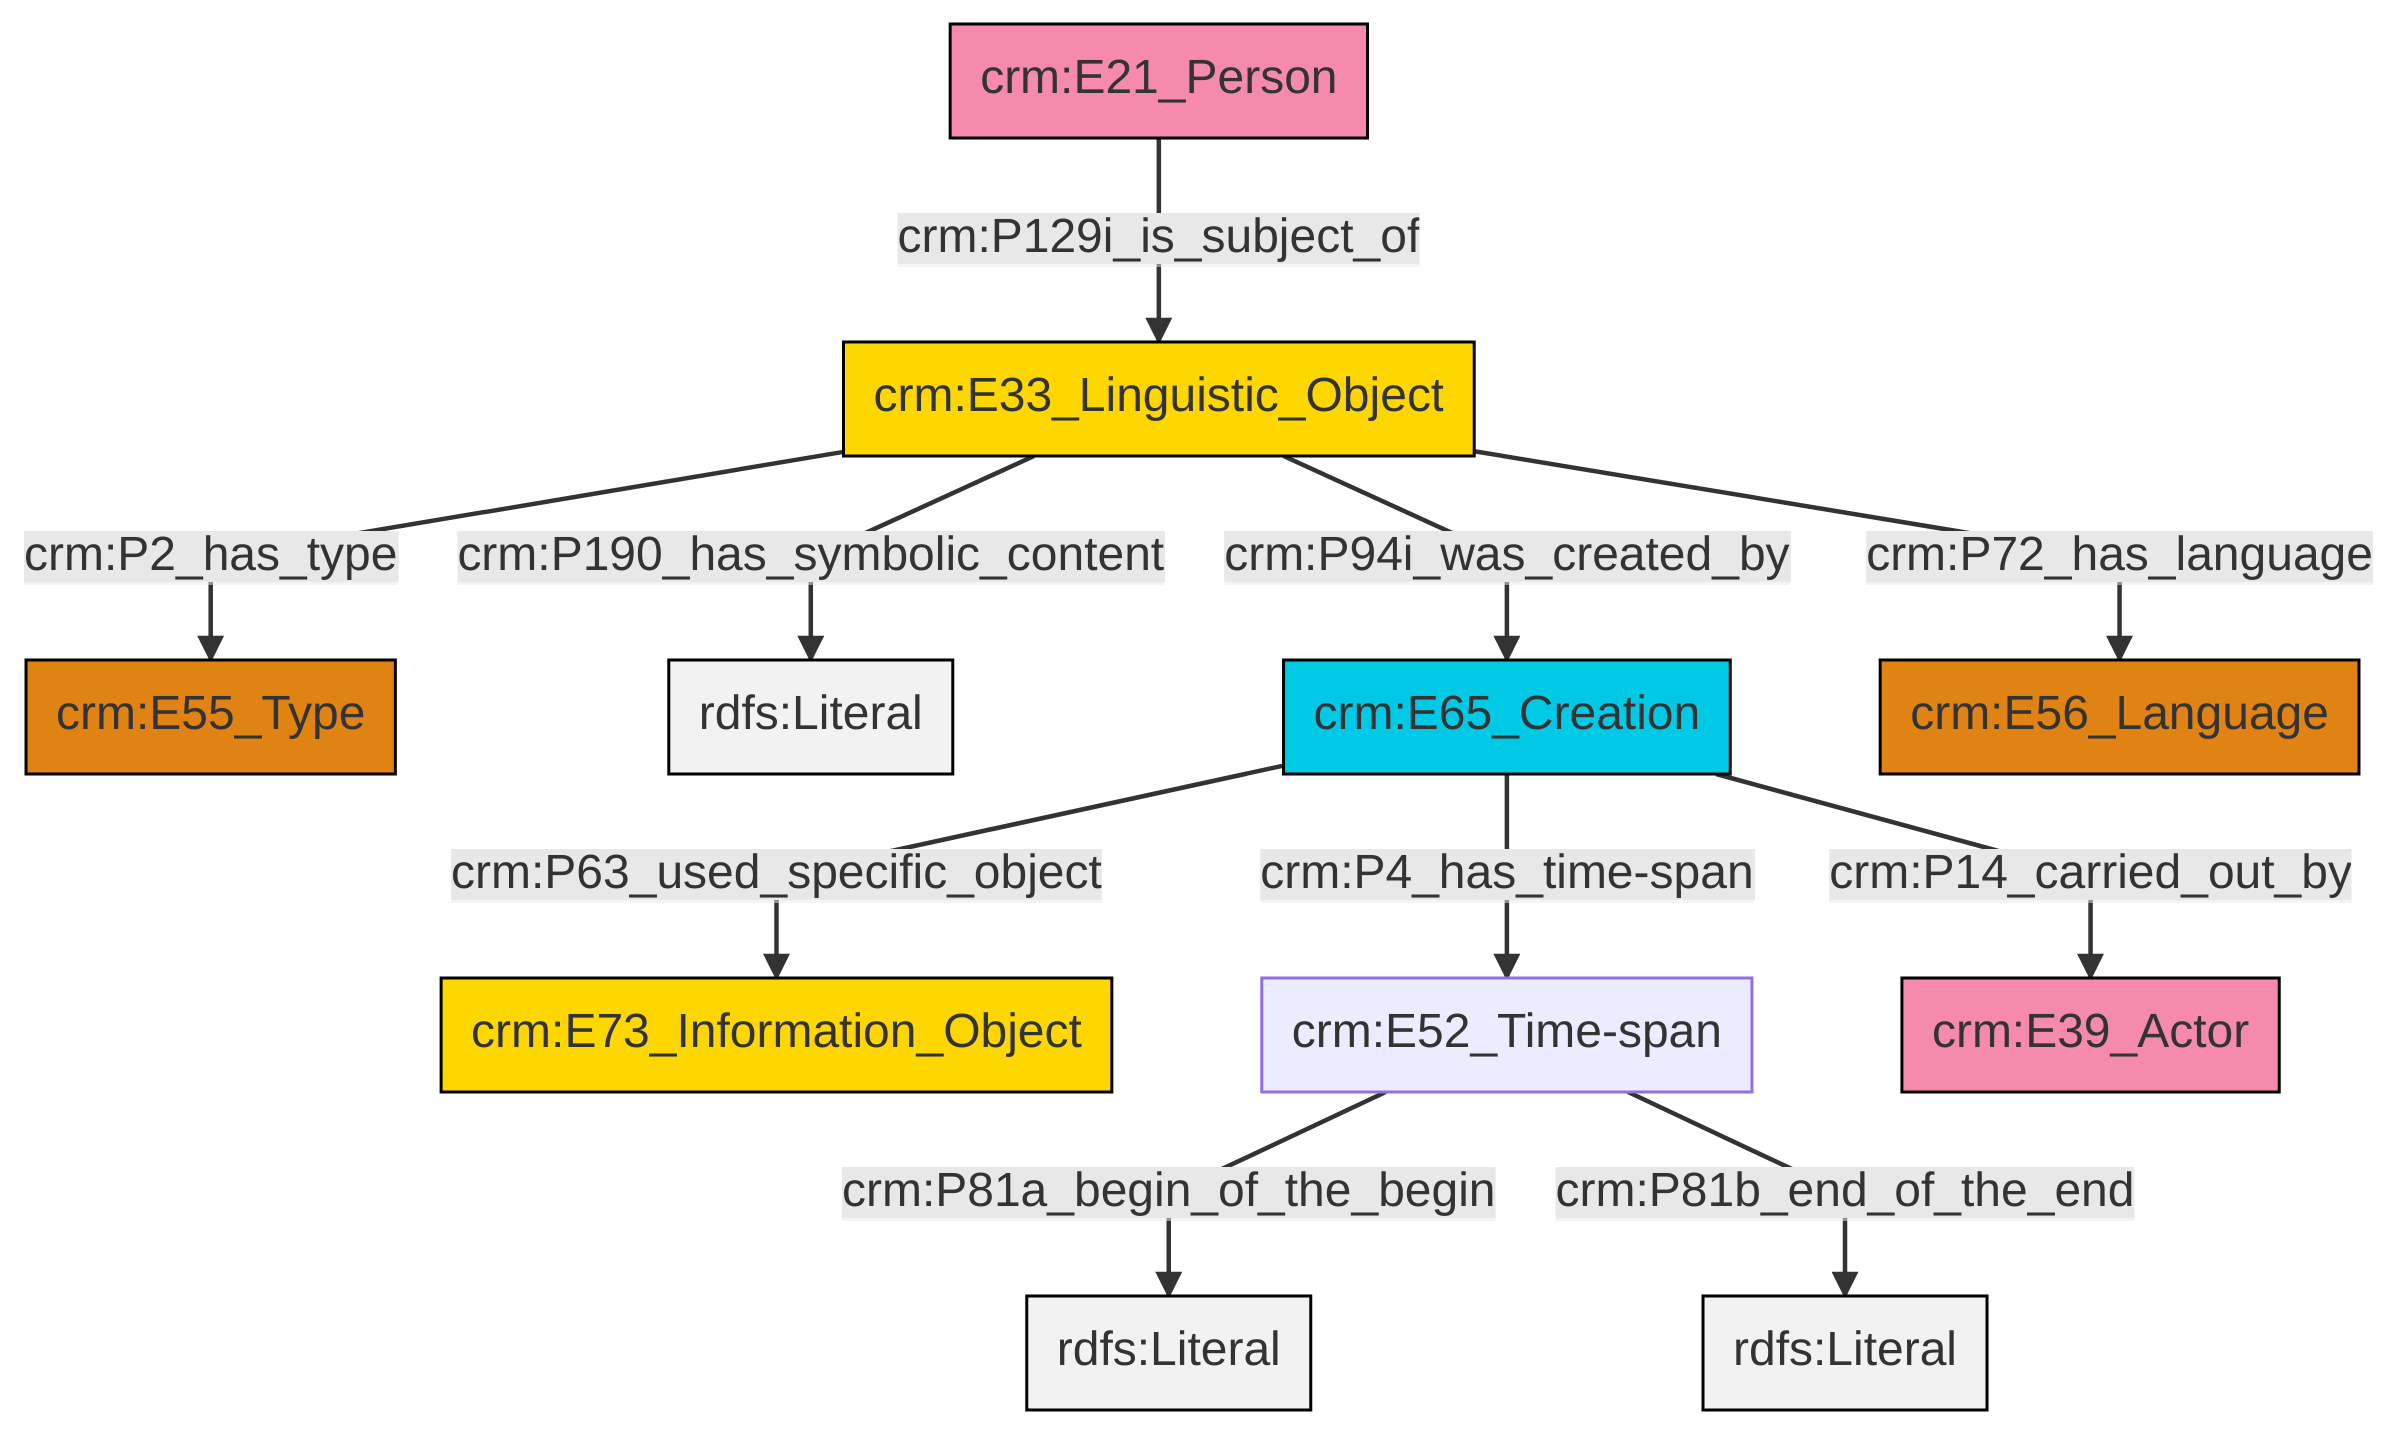 crm:E21_Person
crm:P129i_is_subject_of
crm:E33_Linguistic_Object
crm:P2_has_type
crm:P190_has_symbolic_content
crm:P94i_was_created_by
crm:P72_has_language
crm:E55_Type
rdfs:Literal
crm:E65_Creation
crm:E56_Language
crm:P63_used_specific_object
crm:P4_has_time-span
crm:P14_carried_out_by
crm:E73_Information_Object
crm:E52_Time-span
crm:E39_Actor
crm:P81a_begin_of_the_begin
crm:P81b_end_of_the_end
rdfs:Literal
rdfs:Literal